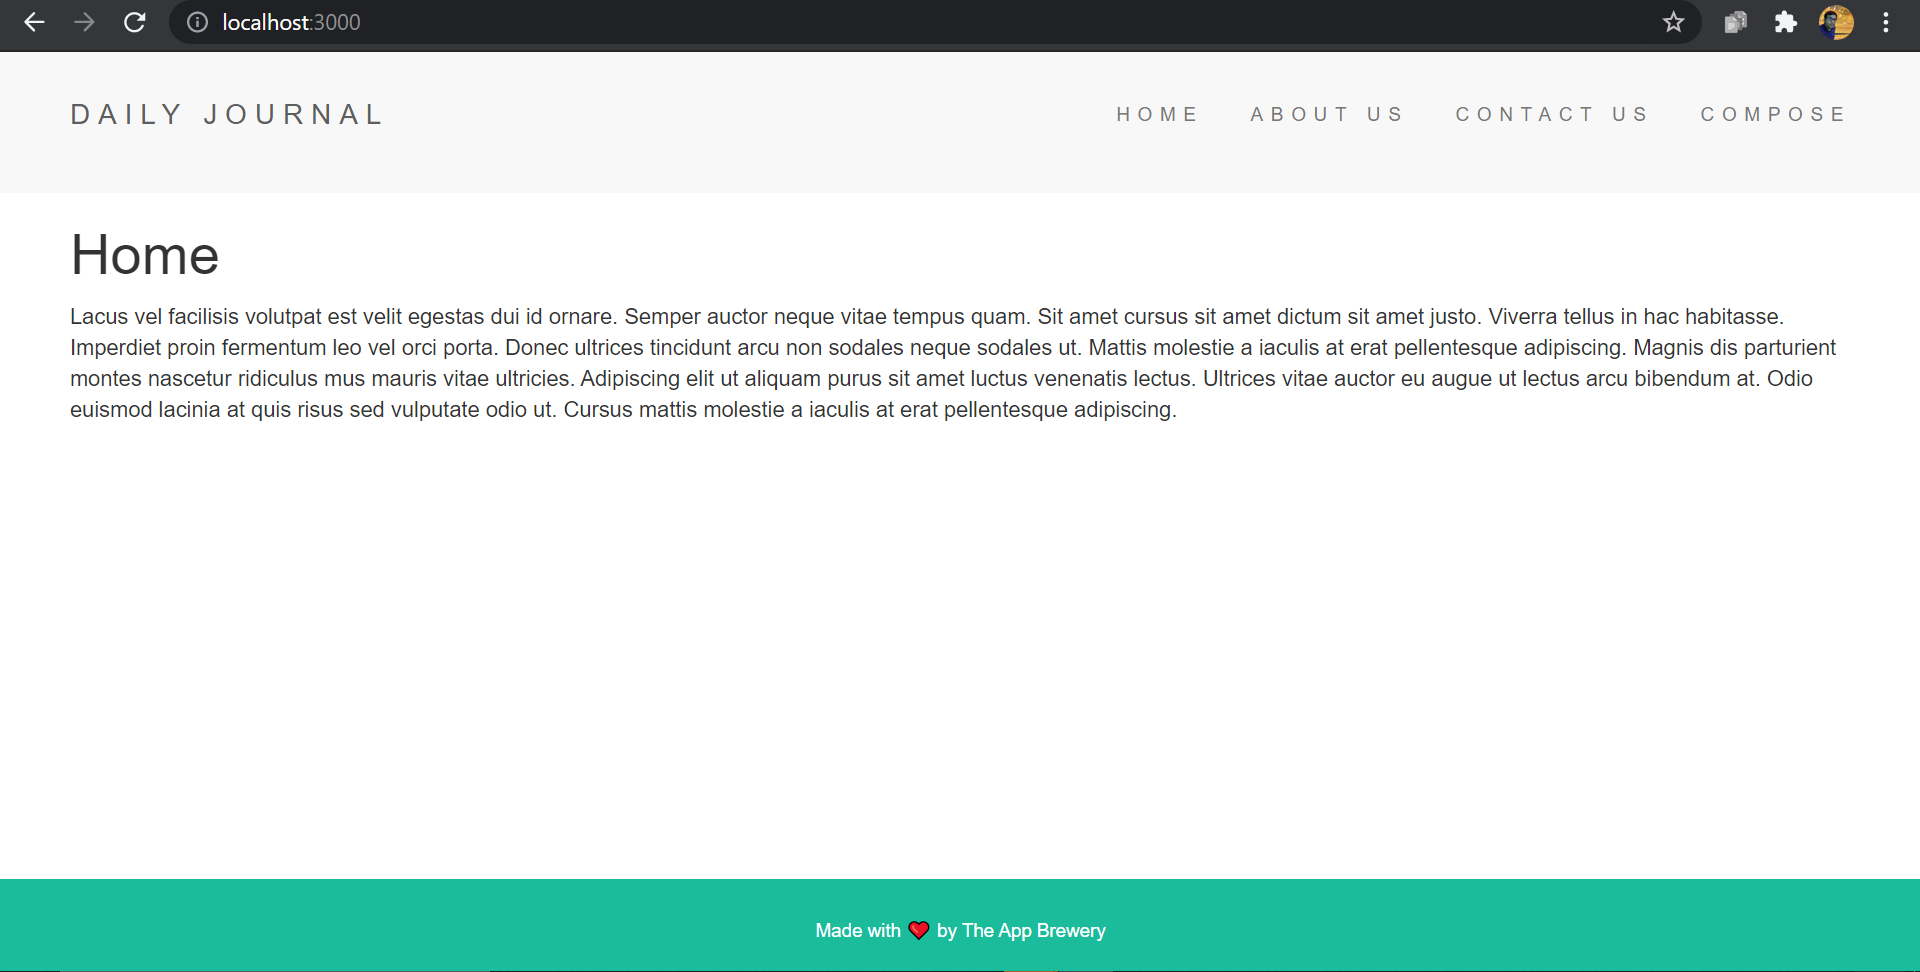 localhost:3000
DAILY JOURNAL
HOME ABOUT US CONTACT US COMPOSE
Home
Lacus vel facilisis volutpat est velit egestas dui id ornare. Semper auctor neque vitae tempus quam. Sit amet cursus sit amet dictum sit amet justo. Viverra tellus in hac habitasse.
Imperdiet proin fermentum leo vel orci porta. Donec ultrices tincidunt arcu non sodales neque sodales ut. Mattis molestie a iaculis at erat pellentesque adipiscing. Magnis dis parturient
montes nascetur ridiculus mus mauris vitae ultricies. Adipiscing elit ut aliquam purus sit amet luctus venenatis lectus. Ultrices vitae auctor eu augue ut lectus arcu bibendum at. Odio
euismod lacinia at quis risus sed vulputate odio ut. Cursus mattis molestie a iaculis at erat pellentesque adipiscing.
Made with ❤️ by The App Brewery